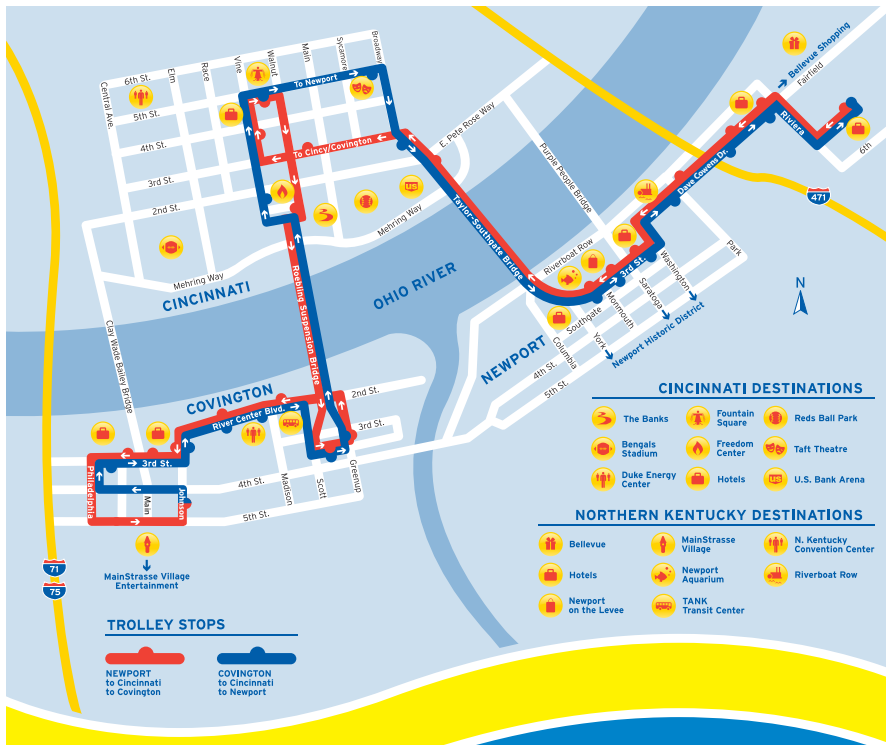 6th St.
5th St.
4th St.
3rd St.
2nd St.
Central Ave.
Elm
Race
Vine
Walnut
Main
Sycamore
Broadway
To Newport
To Cincy/Covington
E. Pete Rose Way
Mehring Way
Mehring Way
CINCINNATI
OHIO RIVER
Roebling Suspension Bridge
Taylor-Southgate Bridge
Purple People Bridge
Clay Wade Bailey Bridge
Bellevue Shopping
Fairfield
Riviera
6th
Dave Cowens Dr.
471
Riverboat Row
3rd St.
Park
Washington
Saratoga
Monmouth
Southgate
York
Columbia
4th St.
5th St.
NEWPORT
Newport Historic District
N
COVINGTON
River Center Blvd.
2nd St.
3rd St.
3rd St.
4th St.
5th St.
Philadelphia
Main
Johnson
Madison
Scott
Greenup
US
MainStrasse Village
Entertainment
71
75
CINCINNATI DESTINATIONS
The Banks
Fountain
Square
Reds Ball Park
Bengals
Stadium
Freedom
Center
Taft Theatre
Duke Energy
Center
Hotels
US
U.S. Bank Arena
NORTHERN KENTUCKY DESTINATIONS
Bellevue
MainStrasse
Village
N. Kentucky
Convention Center
Hotels
Newport
Aquarium
Riverboat Row
Newport
on the Levee
TANK
Transit Center
TROLLEY STOPS
NEWPORT
to Cincinnati
to Covington
COVINGTON
to Cincinnati
to Newport